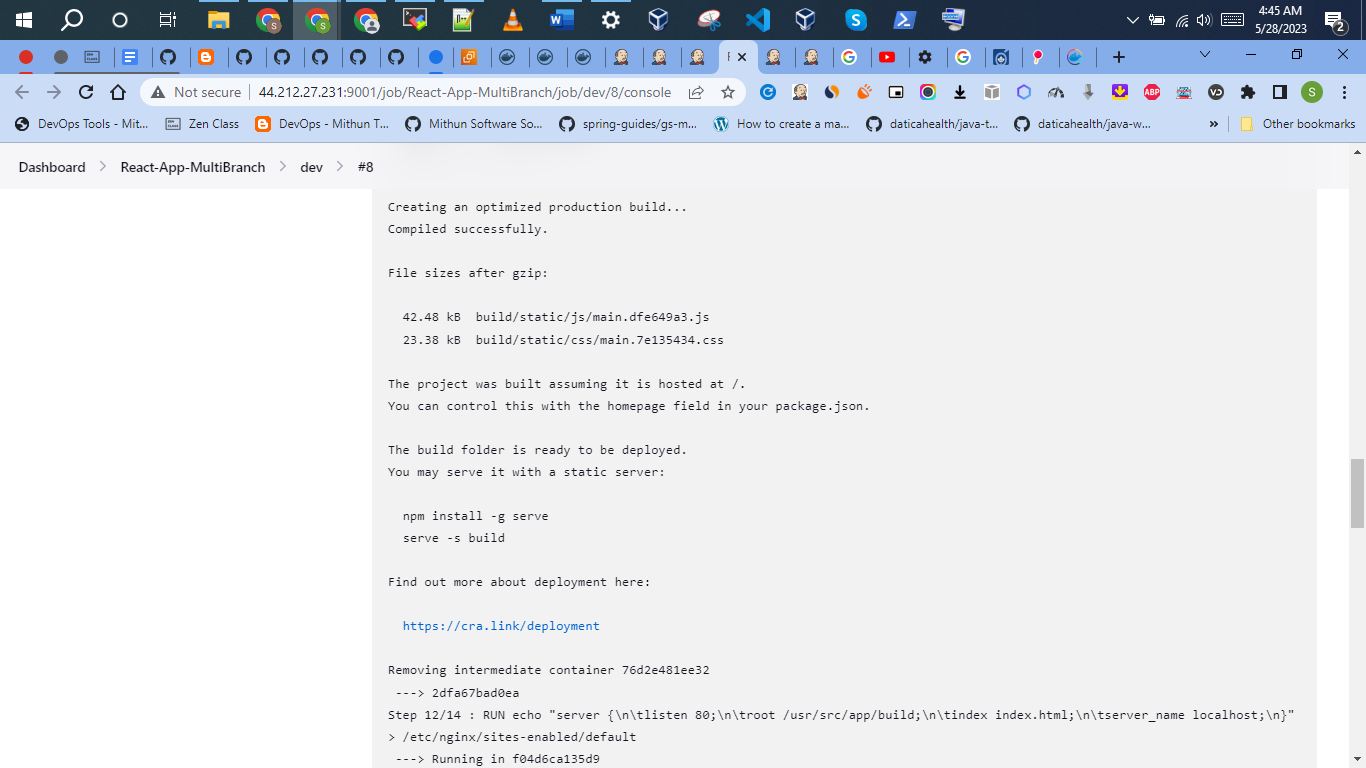 4:45 AM
5/28/2023
2
Not secure
44.212.27.231:9001/job/React-App-MultiBranch/job/dev/8/console
ABP
S
DevOps Tools - Mit...
Zen Class
DevOps - Mithun T...
Mithun Software So...
spring-guides/gs-m...
How to create a ma...
daticahealth/java-t...
daticahealth/java-w...
»
Other bookmarks
Dashboard
React-App-MultiBranch
dev
#8
Creating an optimized production build...
Compiled successfully.
File sizes after gzip:
42.48 kB  build/static/js/main.dfe649a3.js
23.38 kB  build/static/css/main.7e135434.css
The project was built assuming it is hosted at /.
You can control this with the homepage field in your package.json.
The build folder is ready to be deployed.
You may serve it with a static server:
npm install -g serve
serve -s build
Find out more about deployment here:
https://cra.link/deployment
Removing intermediate container 76d2e481ee32
---> 2dfa67bad0ea
Step 12/14 : RUN echo "server {\n\tlisten 80;\n\troot /usr/src/app/build;\n\tindex index.html;\n\tserver_name localhost;\n}"
> /etc/nginx/sites-enabled/default
---> Running in f04d6ca135d9